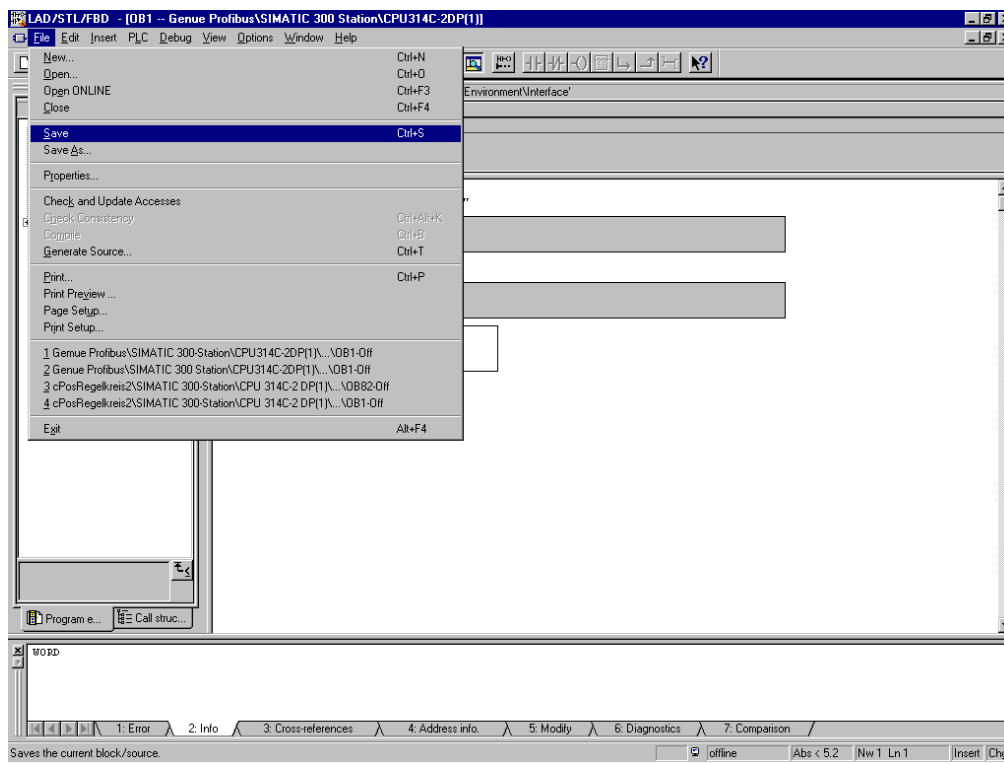 LAD/STL/FBD - [OB1 -- Genue Profibus\SIMATIC 300 Station\CPU314C-2DP(1)]
File Edit Insert PLC Debug View Options Window Help
New... Ctrl+N
Open... Ctrl+O
Open ONLINE Ctrl+F3
Close Ctrl+F4
Environment\Interface'
Save Ctrl+S
Save As...
Properties...
Check and Update Accesses
Check Consistency Ctrl+Alt+K
Compile Ctrl+B
Generate Source... Ctrl+T
Print... Ctrl+P
Print Preview ...
Page Setup...
Print Setup...
1 Gemue Profibus\SIMATIC 300-Station\CPU314C-2DP(1)\...\OB1-Off
2 Genue Profibus\SIMATIC 300 Station\CPU314C-2DP(1)\...\OB1-Off
3 cPosRegelkreis2\SIMATIC 300-Station\CPU 314C-2 DP(1)\...\OB82-Off
4 cPosRegelkreis2\SIMATIC 300-Station\CPU 314C-2 DP(1)\...\OB1-Off
Exit Alt+F4
Program e... Call struc...
WORD
1: Error 2: Info 3: Cross-references 4: Address info. 5: Modify 6: Diagnostics 7: Comparison
Saves the current block/source. offline Abs < 5.2 Nw 1 Ln 1 Insert Chg